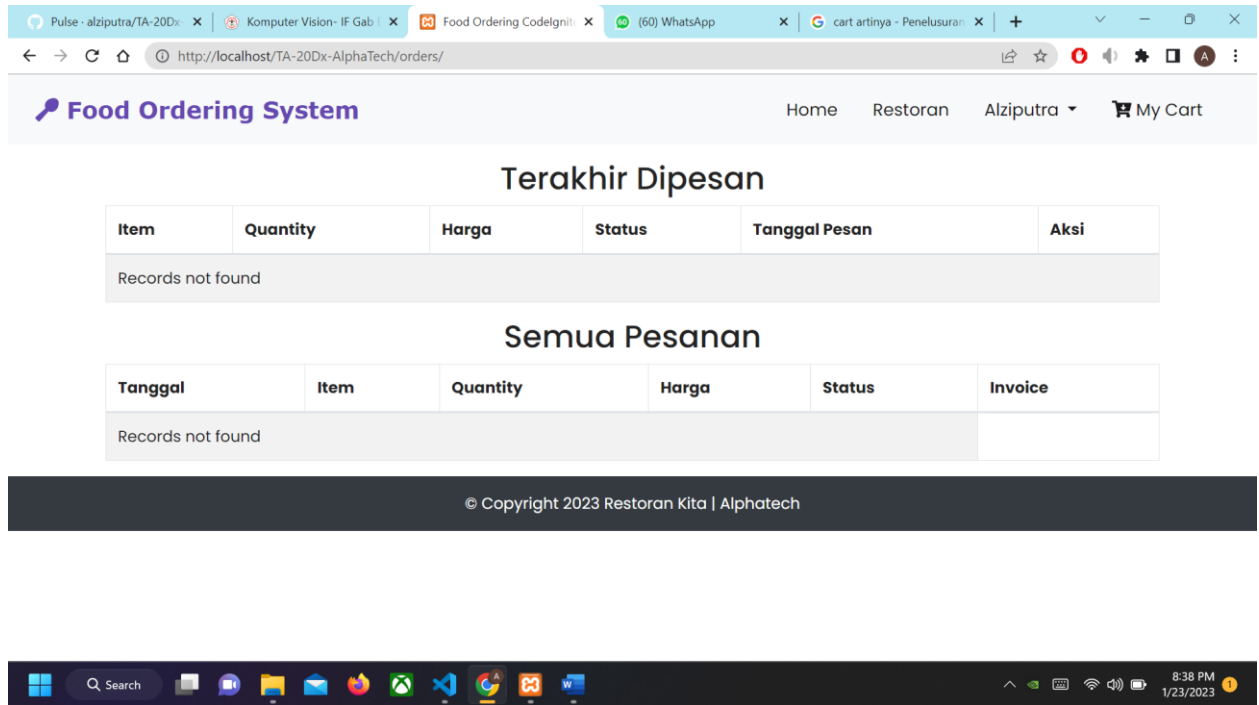 Pulse · alziputra/TA-20Dx-
Komputer Vision- IF Gab
Food Ordering CodeIgnit
(60) WhatsApp
cart artinya - Penelusuran
http://localhost/TA-20Dx-AlphaTech/orders/
Food Ordering System
Home Restoran Alziputra My Cart
Terakhir Dipesan
Item Quantity Harga Status Tanggal Pesan Aksi
Records not found
Semua Pesanan
Tanggal Item Quantity Harga Status Invoice
Records not found
© Copyright 2023 Restoran Kita | Alphatech
Search
8:38 PM
1/23/2023
1